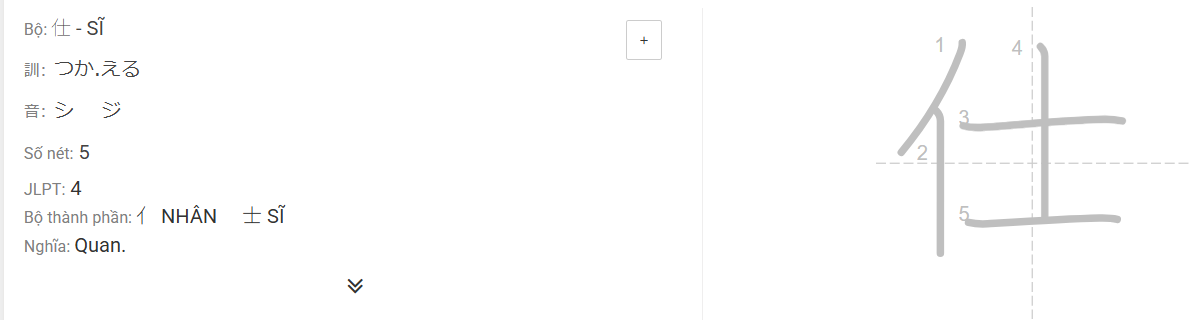 Bộ: 仕 - SĨ
+
訓: つか.える
音: シ ジ
Số nét: 5
JLPT: 4
Bộ thành phần: 亻 NHÂN 士 SĨ
Nghĩa: Quan.
仕
1
4
3
2
5